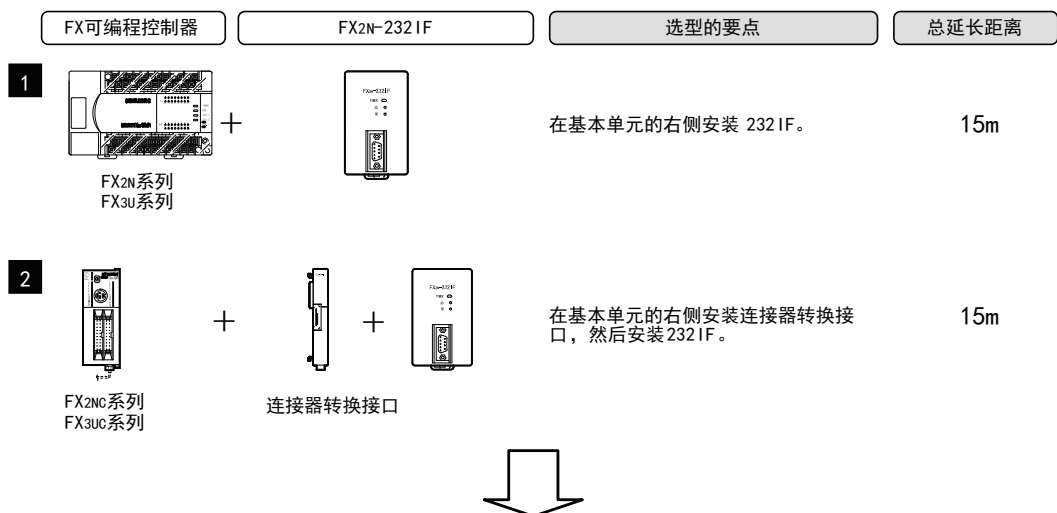 FX可编程控制器
FX2N-232IF
选型的要点
总延长距离
1
FX2N-232IF
在基本单元的右侧安装 232IF。
15m
FX2N系列
FX3U系列
2
FX2N-232IF
在基本单元的右侧安装连接器转换接
口，然后安装232IF。
15m
FX2NC系列
FX3UC系列
连接器转换接口